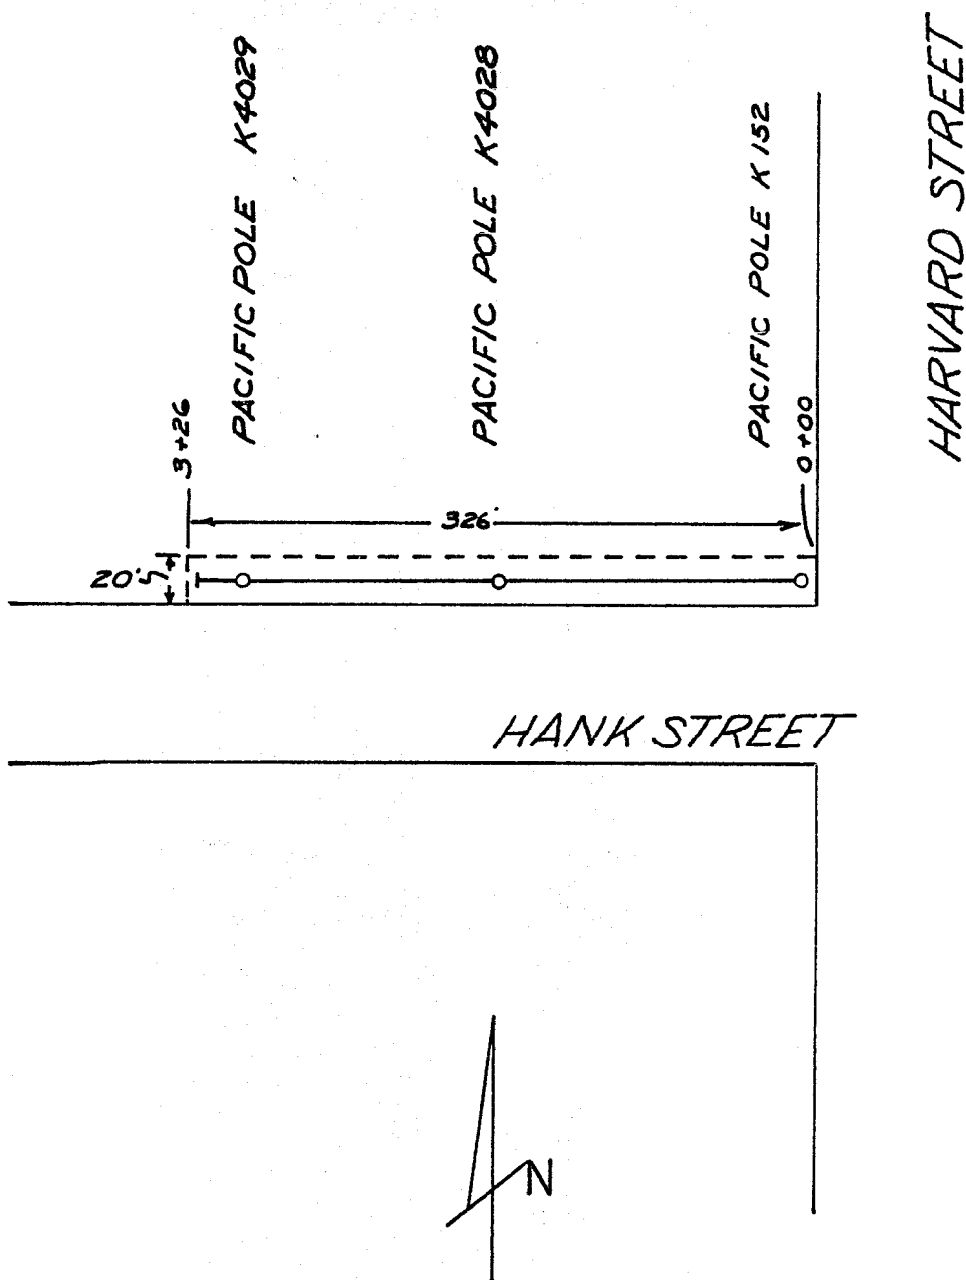 HARVARD STREET
PACIFIC POLE K4029
PACIFIC POLE K4028
PACIFIC POLE K152
3+26
0+00
326'
20'
HANK STREET
N